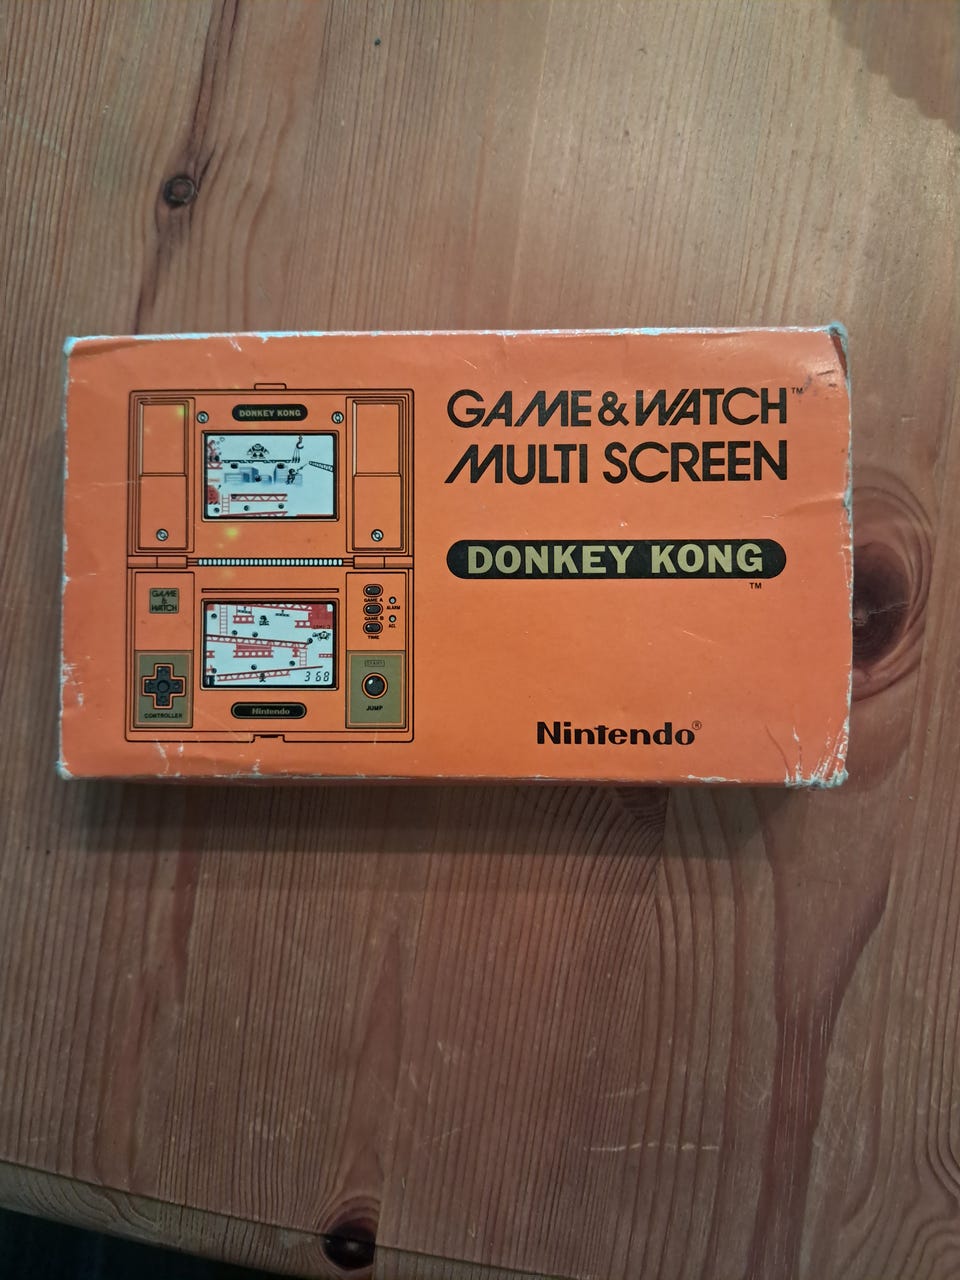 GAME & WATCH™
MULTI SCREEN
DONKEY KONG
TM
Nintendo®
DONKEY KONG
GAME
&
WATCH
GAME A
ALARM
GAME B
ACL
TIME
368
START
CONTROLLER
JUMP
Nintendo